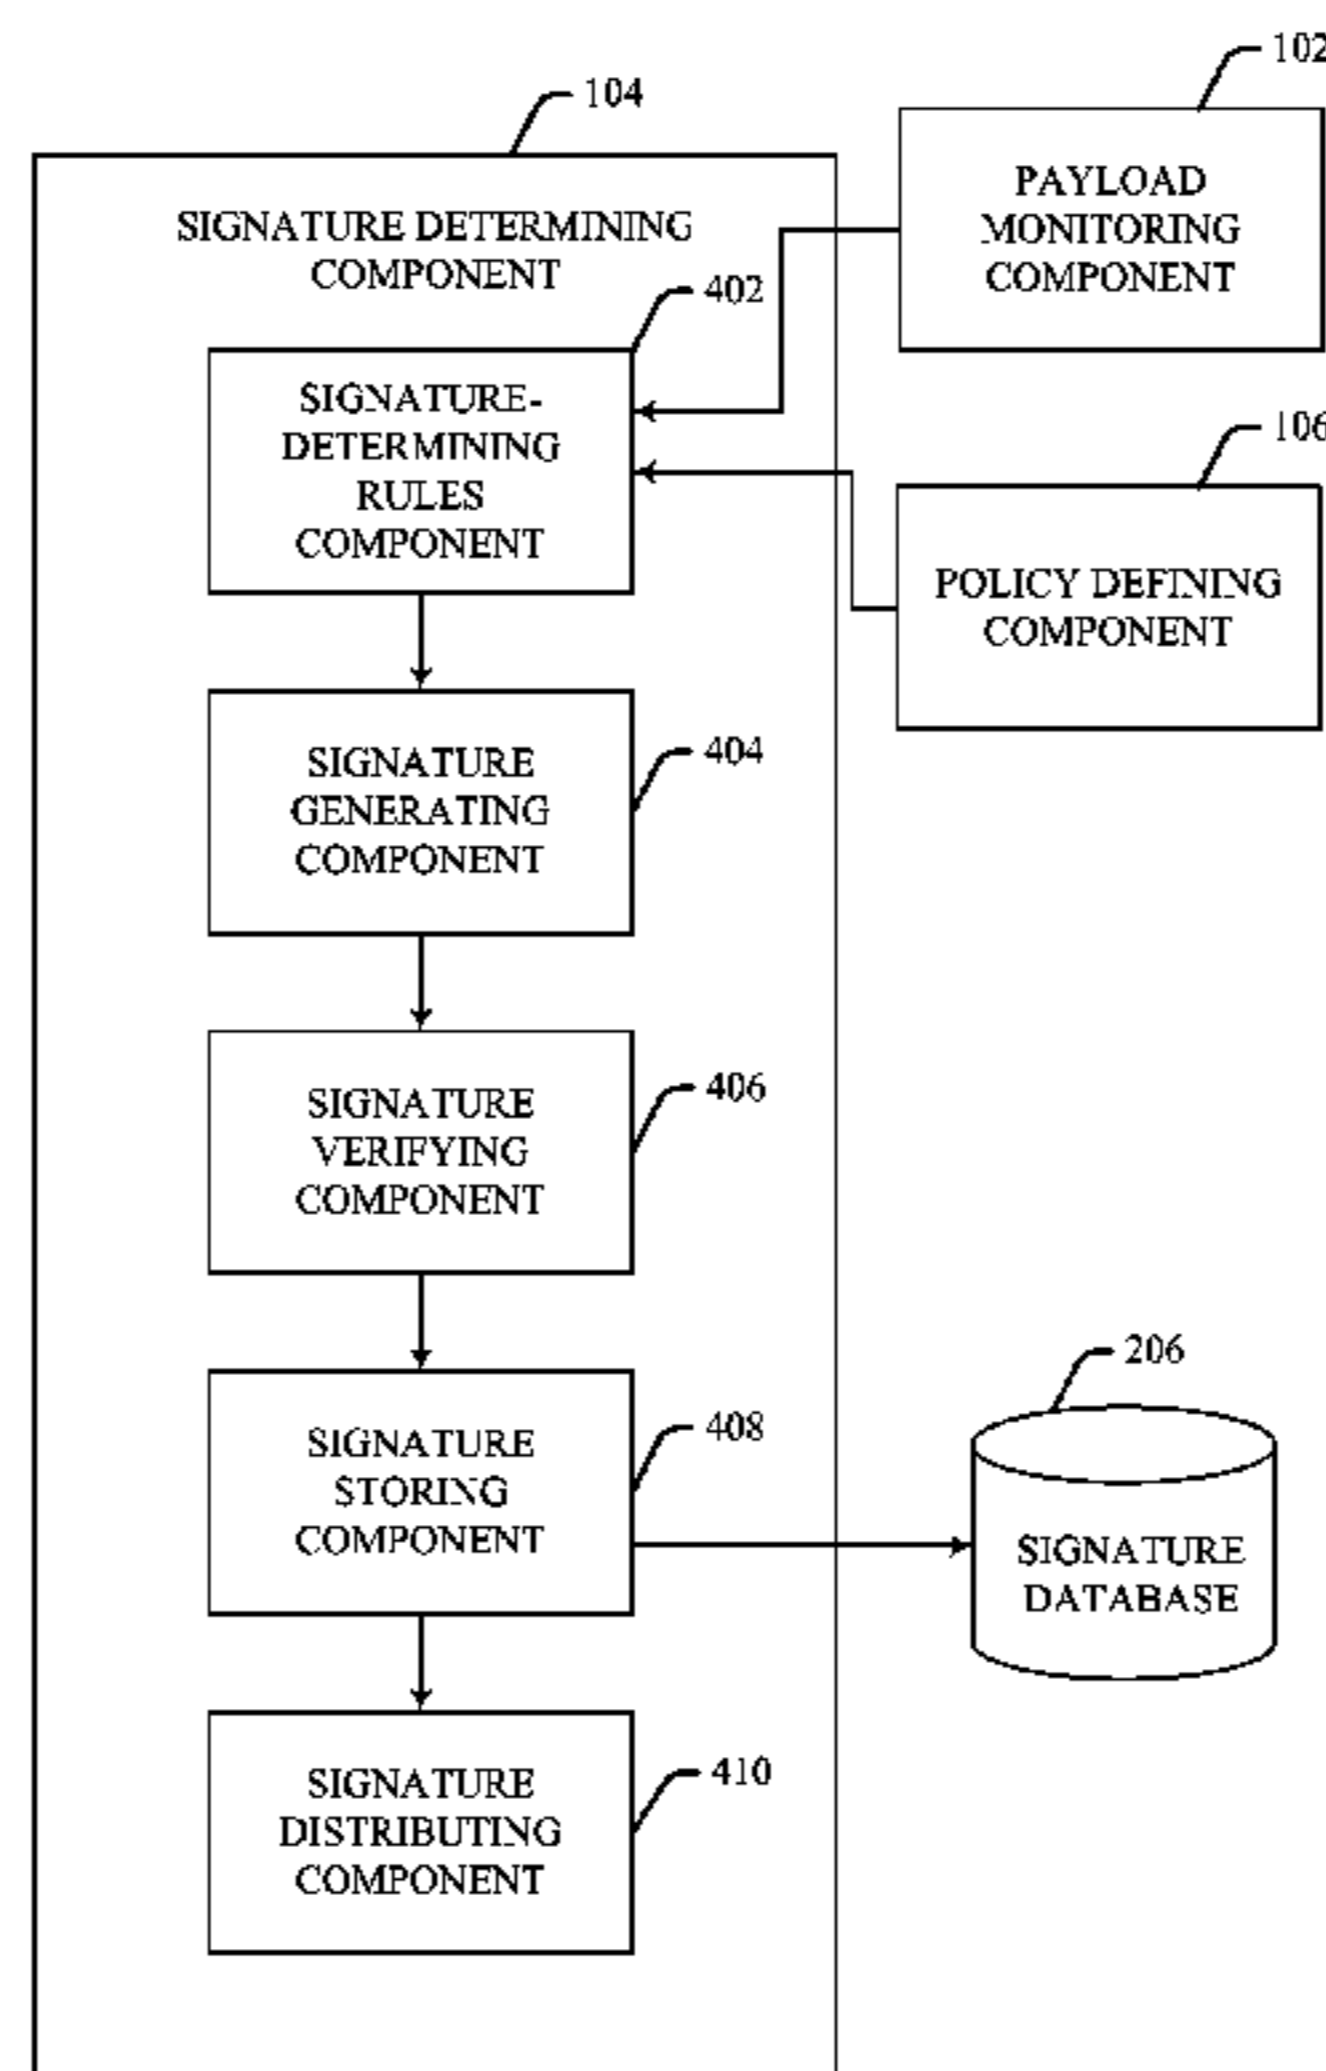 104
102
SIGNATURE DETERMINING
COMPONENT
PAYLOAD
MONITORING
COMPONENT
402
SIGNATURE-
DETERMINING
RULES
COMPONENT
106
POLICY DEFINING
COMPONENT
404
SIGNATURE
GENERATING
COMPONENT
406
SIGNATURE
VERIFYING
COMPONENT
206
408
SIGNATURE
STORING
COMPONENT
SIGNATURE
DATABASE
410
SIGNATURE
DISTRIBUTING
COMPONENT